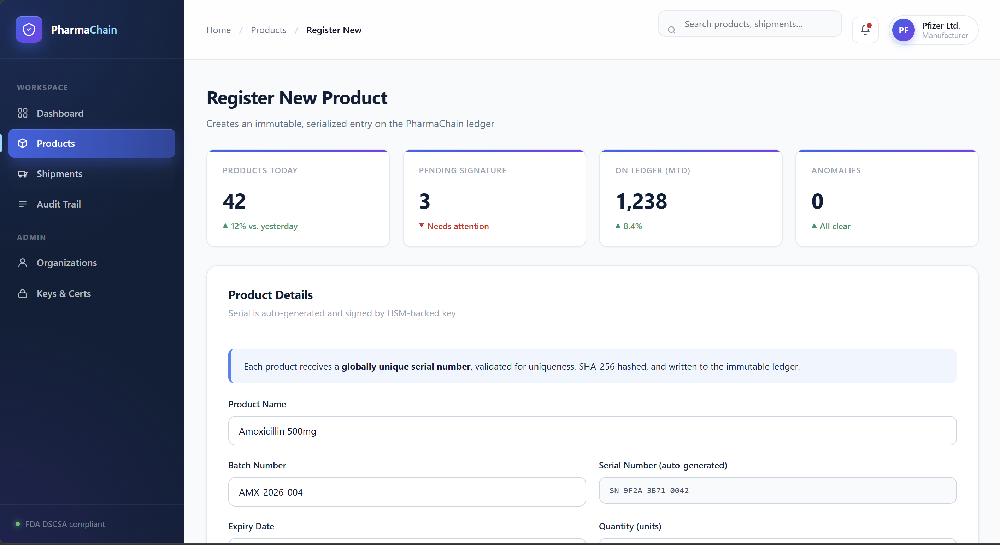 PharmaChain
WORKSPACE
Dashboard
Products
Shipments
Audit Trail
ADMIN
Organizations
Keys & Certs
FDA DSCSA compliant
Home / Products / Register New
Search products, shipments...
PF
Pfizer Ltd.
Manufacturer
Register New Product
Creates an immutable, serialized entry on the PharmaChain ledger
PRODUCTS TODAY
42
▲ 12% vs. yesterday
PENDING SIGNATURE
3
▼ Needs attention
ON LEDGER (MTD)
1,238
▲ 8.4%
ANOMALIES
0
▲ All clear
Product Details
Serial is auto-generated and signed by HSM-backed key
Each product receives a globally unique serial number, validated for uniqueness, SHA-256 hashed, and written to the immutable ledger.
Product Name
Amoxicillin 500mg
Batch Number
AMX-2026-004
Serial Number (auto-generated)
SN-9F2A-3B71-0042
Expiry Date
Quantity (units)